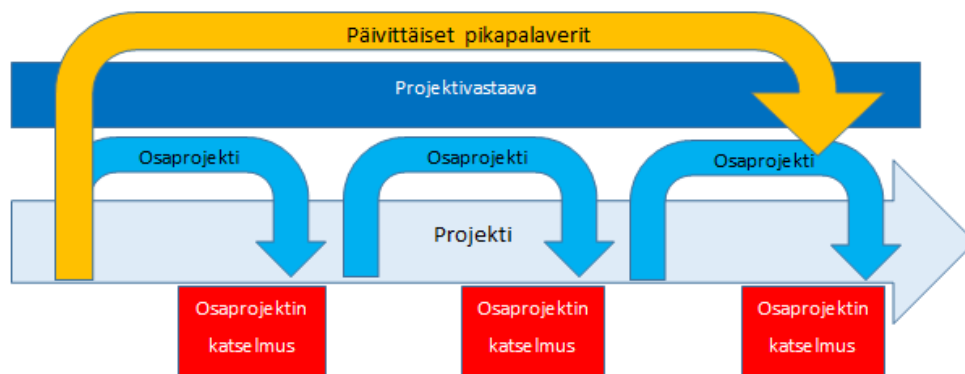 Päivittäiset pikapalaverit
Projektivastaava
Osaprojekti
Osaprojekti
Osaprojekti
Projekti
Osaprojektin
katselmus
Osaprojektin
katselmus
Osaprojektin
katselmus